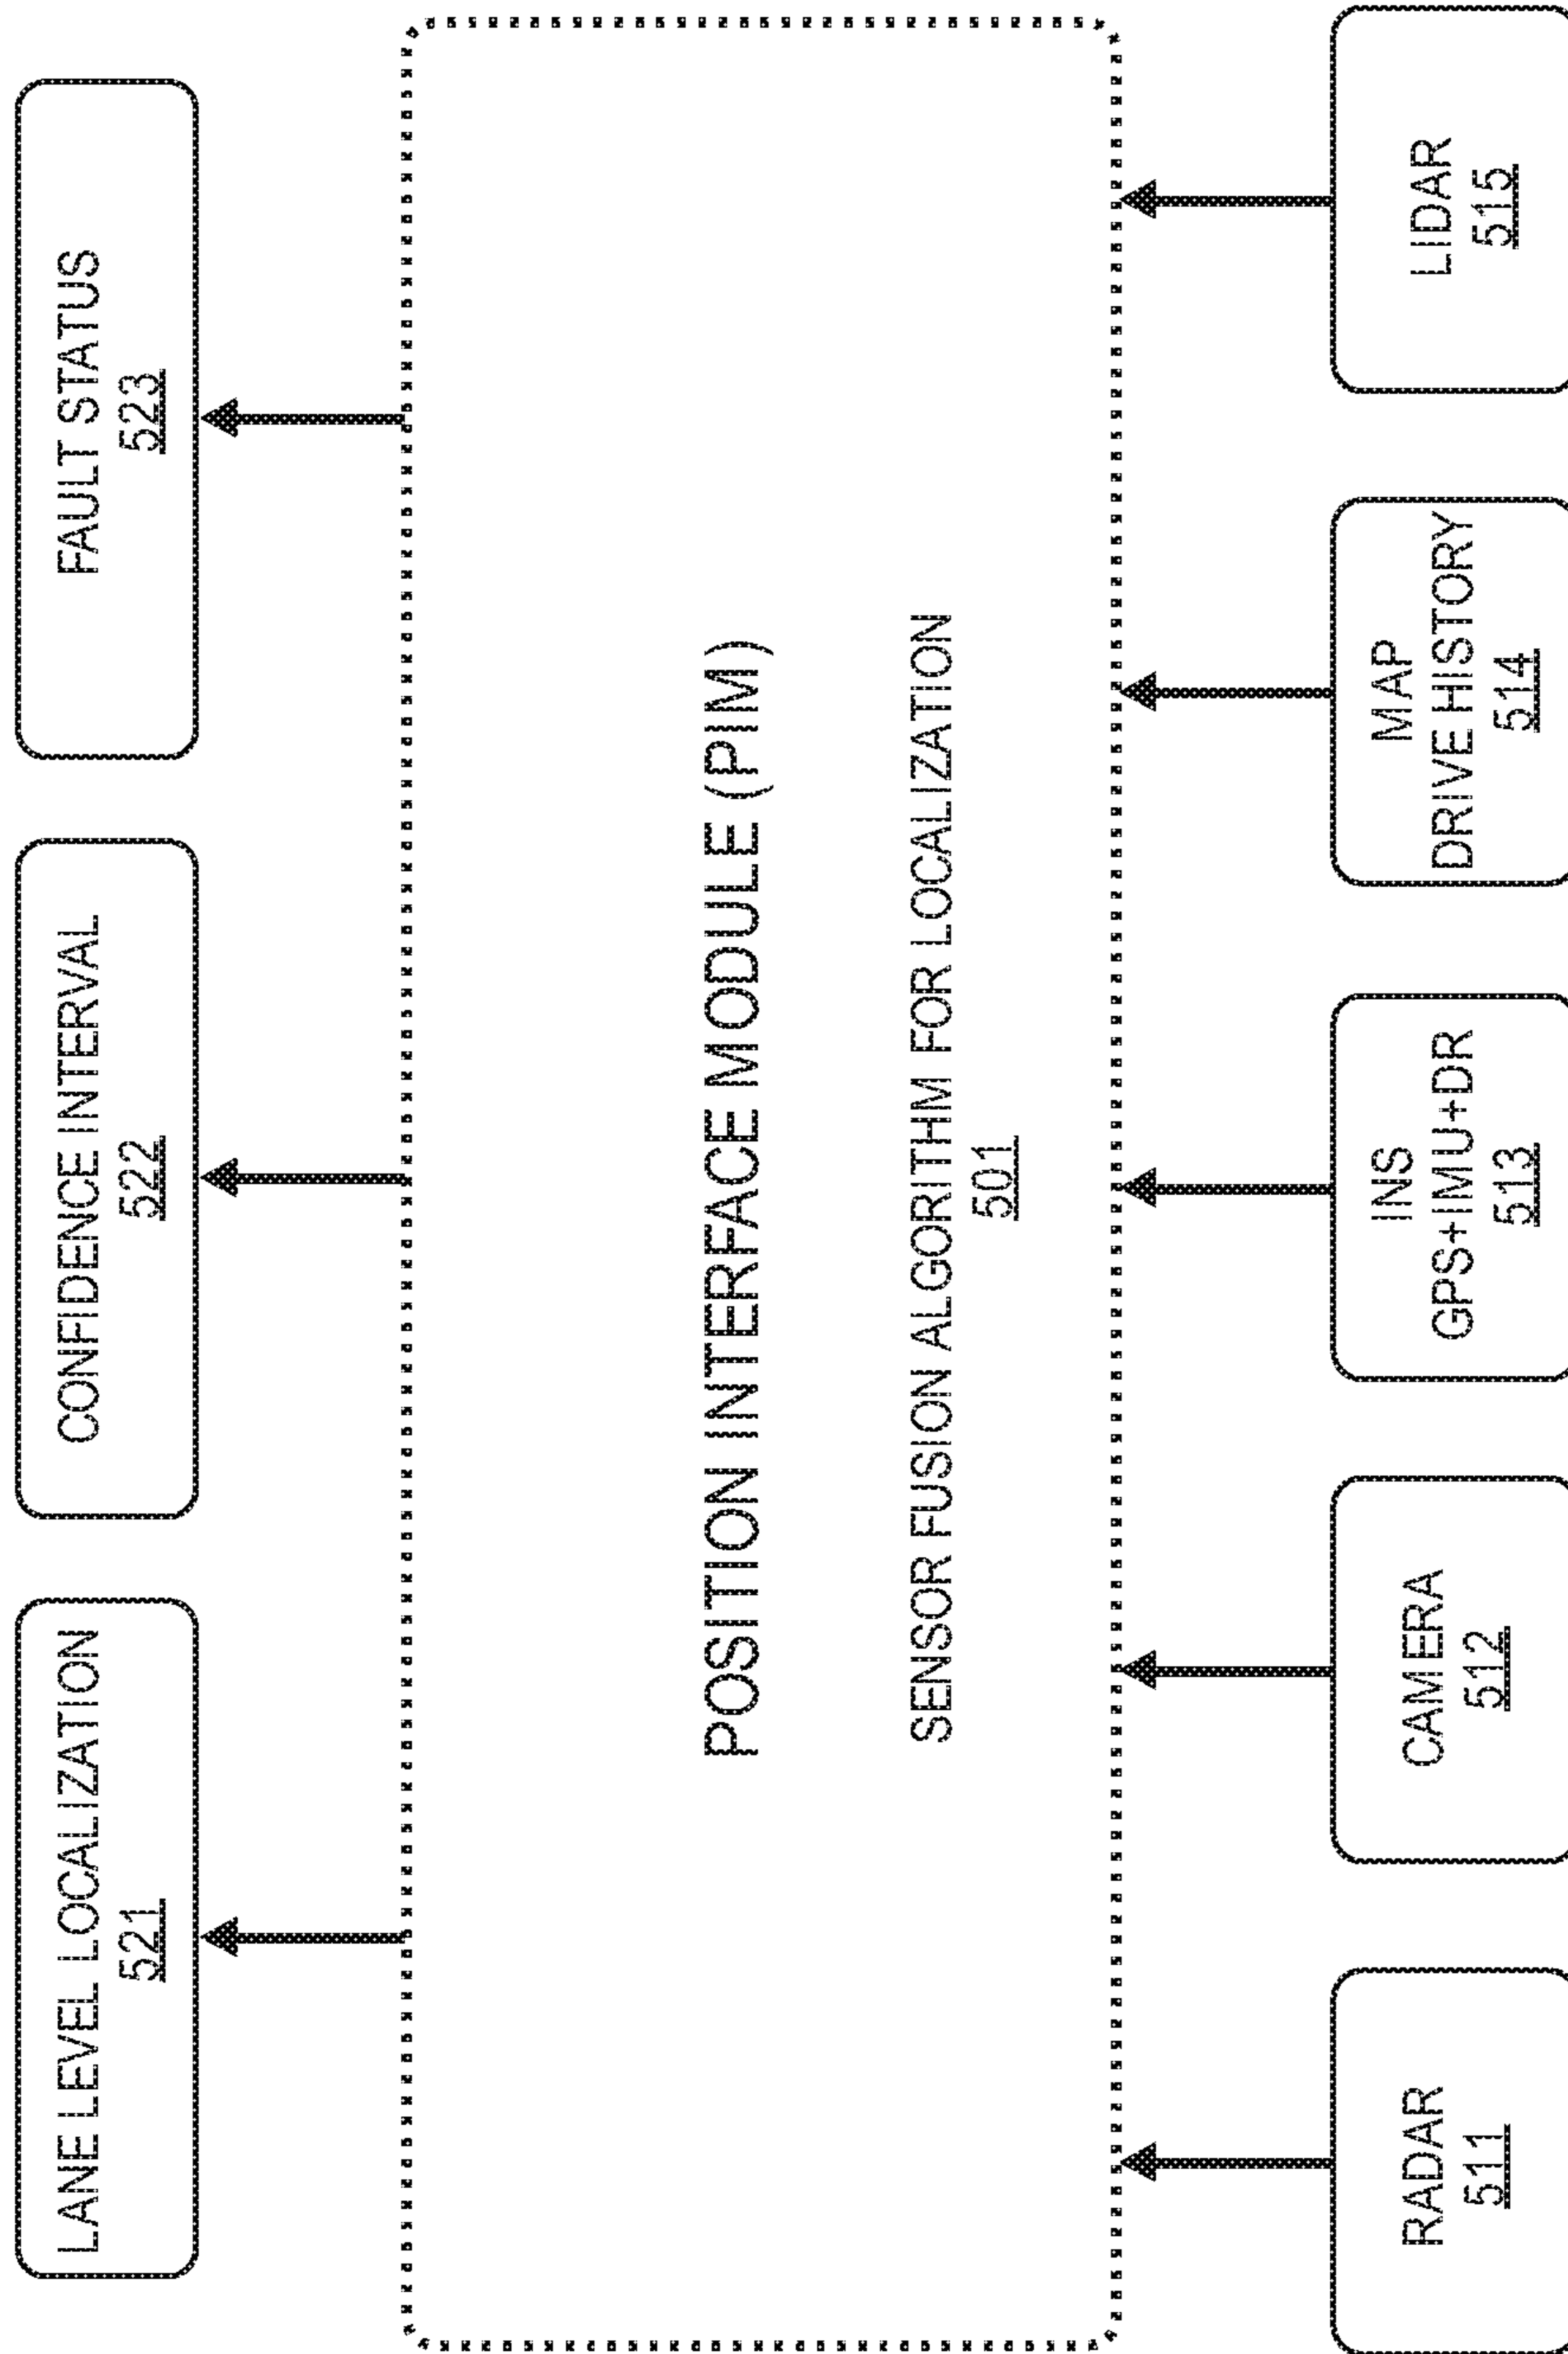 LANE LEVEL LOCALIZATION
521
CONFIDENCE INTERVAL
522
FAULT STATUS
523
POSITION INTERFACE MODULE (PIM)
SENSOR FUSION ALGORITHM FOR LOCALIZATION
501
RADAR
511
CAMERA
512
INS
GPS+IMU+DR
513
MAP
DRIVE HISTORY
514
LIDAR
515